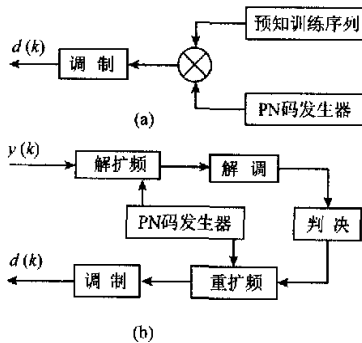 d(k)
调制
预知训练序列
PN码发生器
(a)
y(k)
解扩频
解调
PN码发生器
判决
d(k)
调制
重扩频
(b)